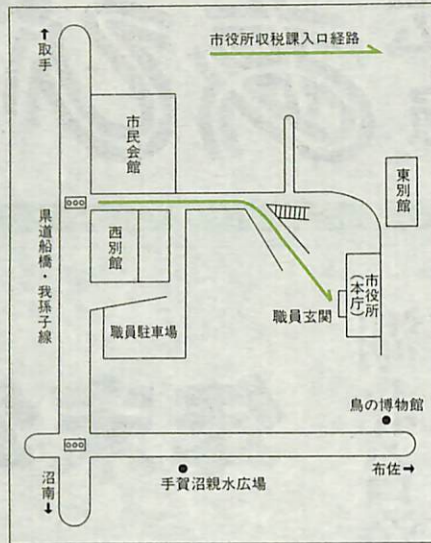 ↑取手
市役所収税課入口経路
市民会館
東別館
県道船橋・我孫子線
西別館
市役所
(本庁)
職員玄関
職員駐車場
鳥の博物館
布佐→
手賀沼親水広場
沼南↓